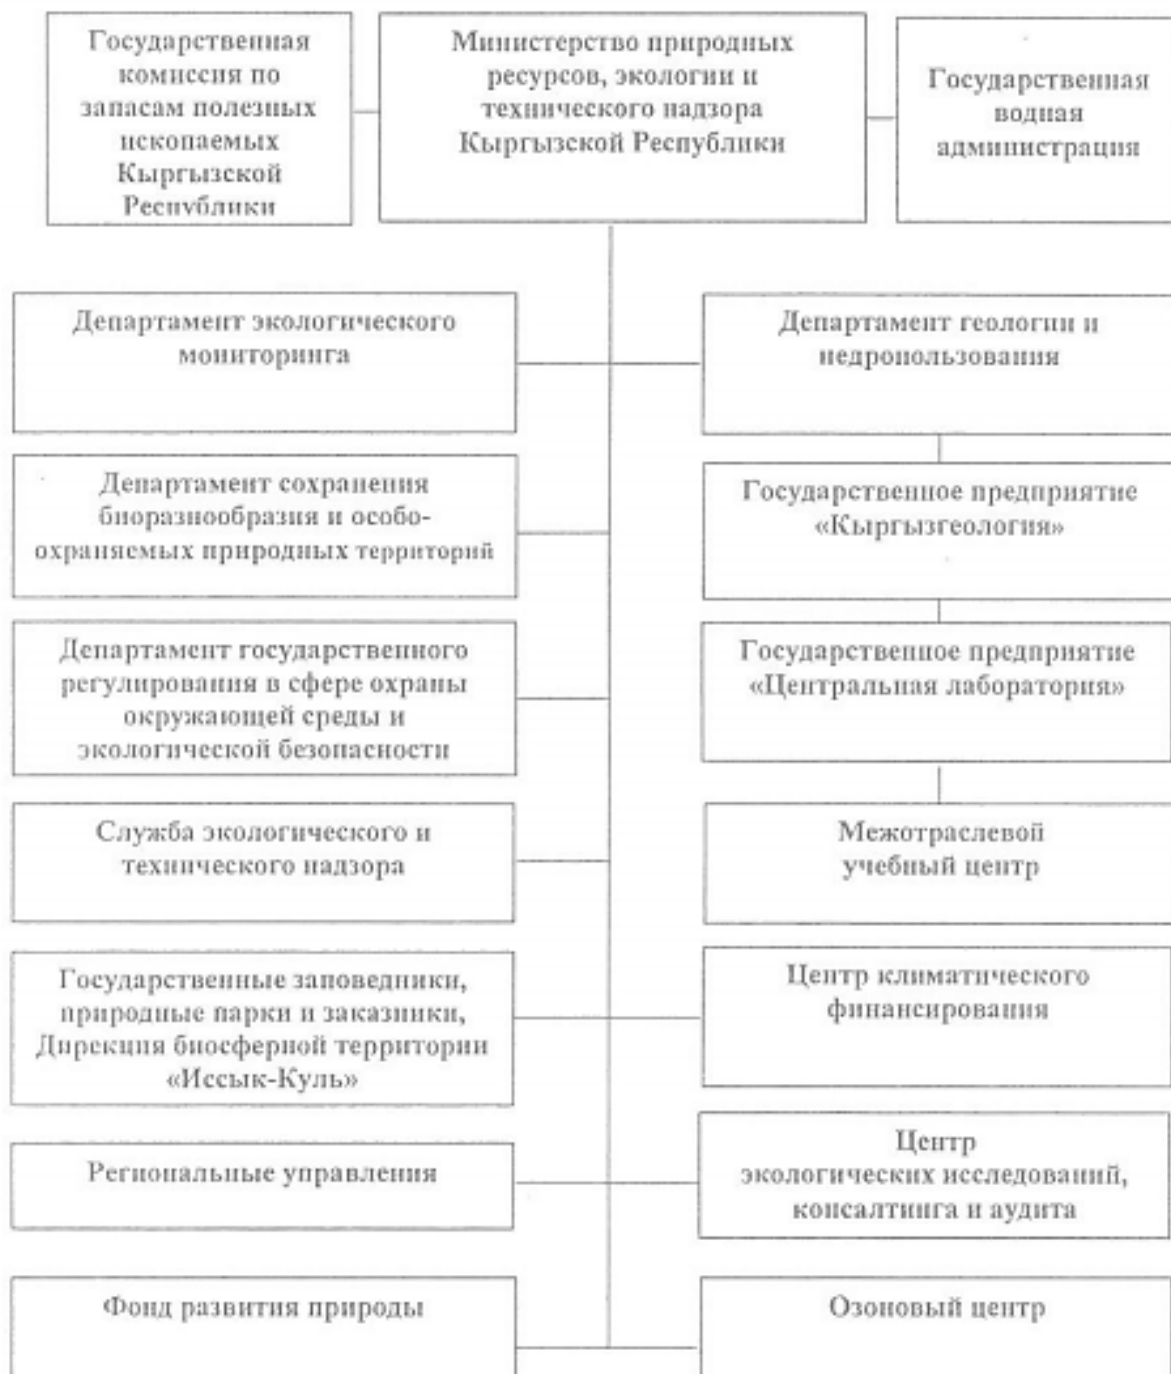 Государственная
комиссия по
запасам полезных
ископаемых
Кыргызской
Республики
Министерство природных
ресурсов, экологии и
технического надзора
Кыргызской Республики
Государственная
водная
администрация
Департамент экологического
мониторинга
Департамент геологии и
недропользования
Департамент сохранения
биоразнообразия и особо-
охраняемых природных территорий
Государственное предприятие
«Кыргызгеология»
Департамент государственного
регулирования в сфере охраны
окружающей среды и
экологической безопасности
Государственное предприятие
«Центральная лаборатория»
Служба экологического и
технического надзора
Межотраслевой
учебный центр
Государственные заповедники,
природные парки и заказники,
Дирекция биосферной территории
«Иссык-Куль»
Центр климатического
финансирования
Региональные управления
Центр
экологических исследований,
консалтинга и аудита
Фонд развития природы
Озоновый центр